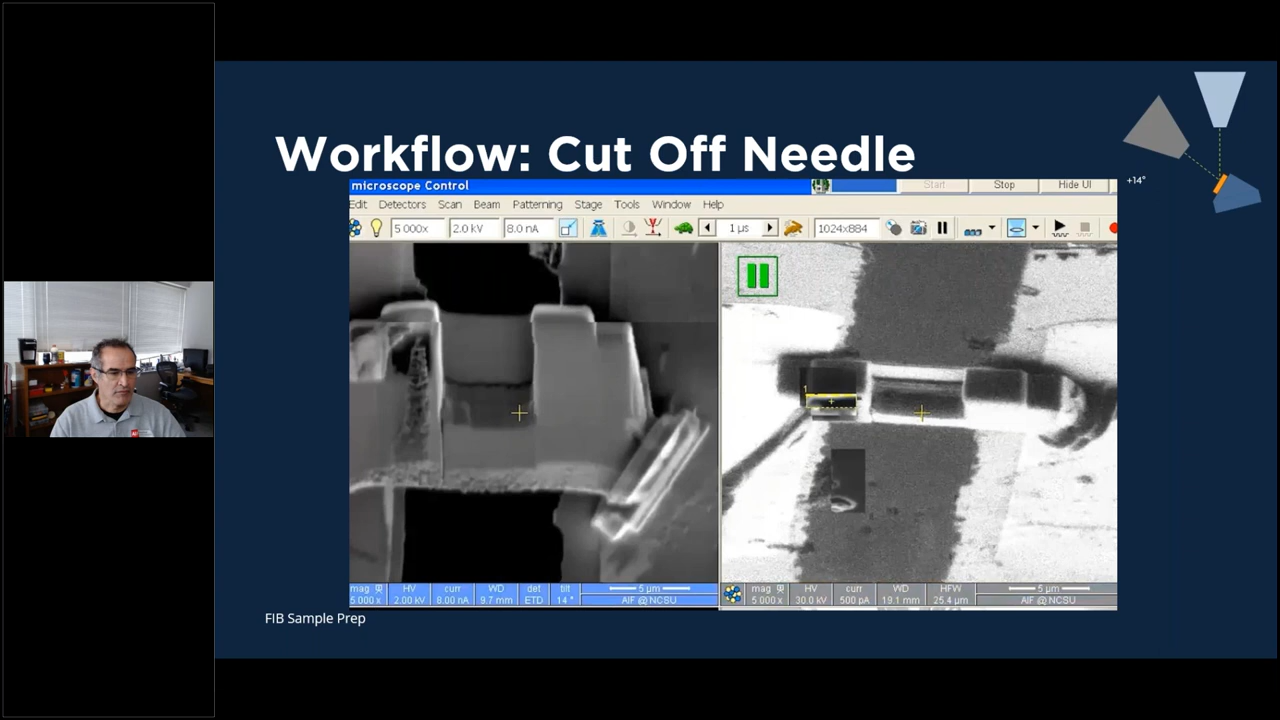 Workflow: Cut Off Needle
+14°
microscope Control
Start Stop Hide UI
Edit Detectors Scan Beam Patterning Stage Tools Window Help
5 000x 2.0 kV 8.0 nA 1 µs 1024x884
1
mag HV curr WD det tilt 5 µm
5 000 x 2.00 kV 8.00 nA 9.7 mm ETD 14 ° AIF @ NCSU
mag HV curr WD HFW 5 µm
5 000 x 30.0 kV 500 pA 19.1 mm 25.4 µm AIF @ NCSU
FIB Sample Prep